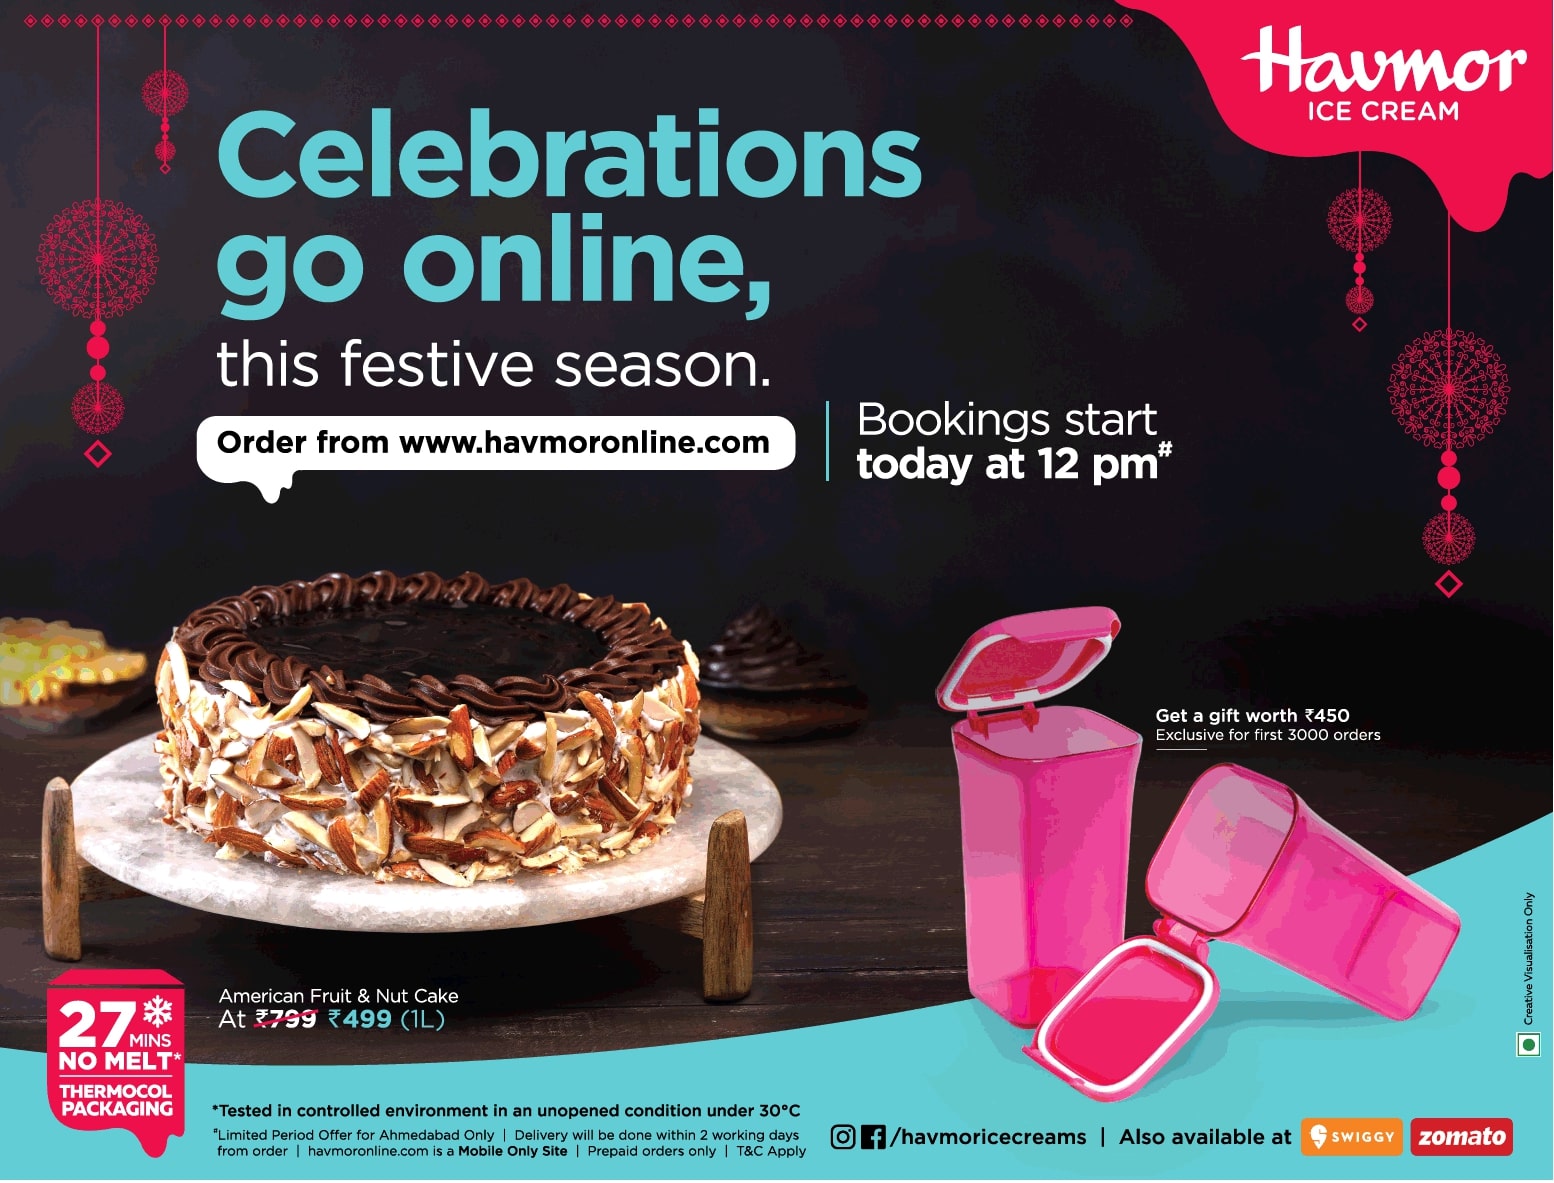 Havmor
ICE CREAM
Celebrations
go online,
this festive season.
Order from www.havmoronline.com
Bookings start
today at 12 pm#
Get a gift worth ₹450
Exclusive for first 3000 orders
American Fruit & Nut Cake
At ₹799 ₹499 (1L)
27 MINS
NO MELT*
THERMOCOL
PACKAGING
*Tested in controlled environment in an unopened condition under 30°C
#Limited Period Offer for Ahmedabad Only | Delivery will be done within 2 working days
from order | havmoronline.com is a Mobile Only Site | Prepaid orders only | T&C Apply
/havmoricecreams | Also available at SWIGGY zomato
Creative Visualisation Only